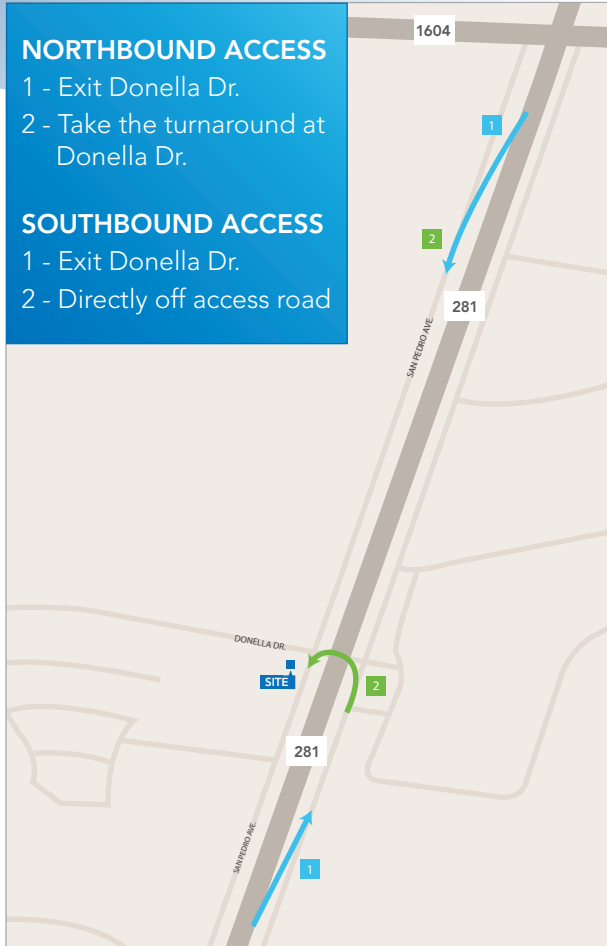 NORTHBOUND ACCESS
1 - Exit Donella Dr.
2 - Take the turnaround at
Donella Dr.
SOUTHBOUND ACCESS
1 - Exit Donella Dr.
2 - Directly off access road
1604
1
2
281
SAN PEDRO AVE.
DONELLA DR.
SITE
2
281
SAN PEDRO AVE.
1